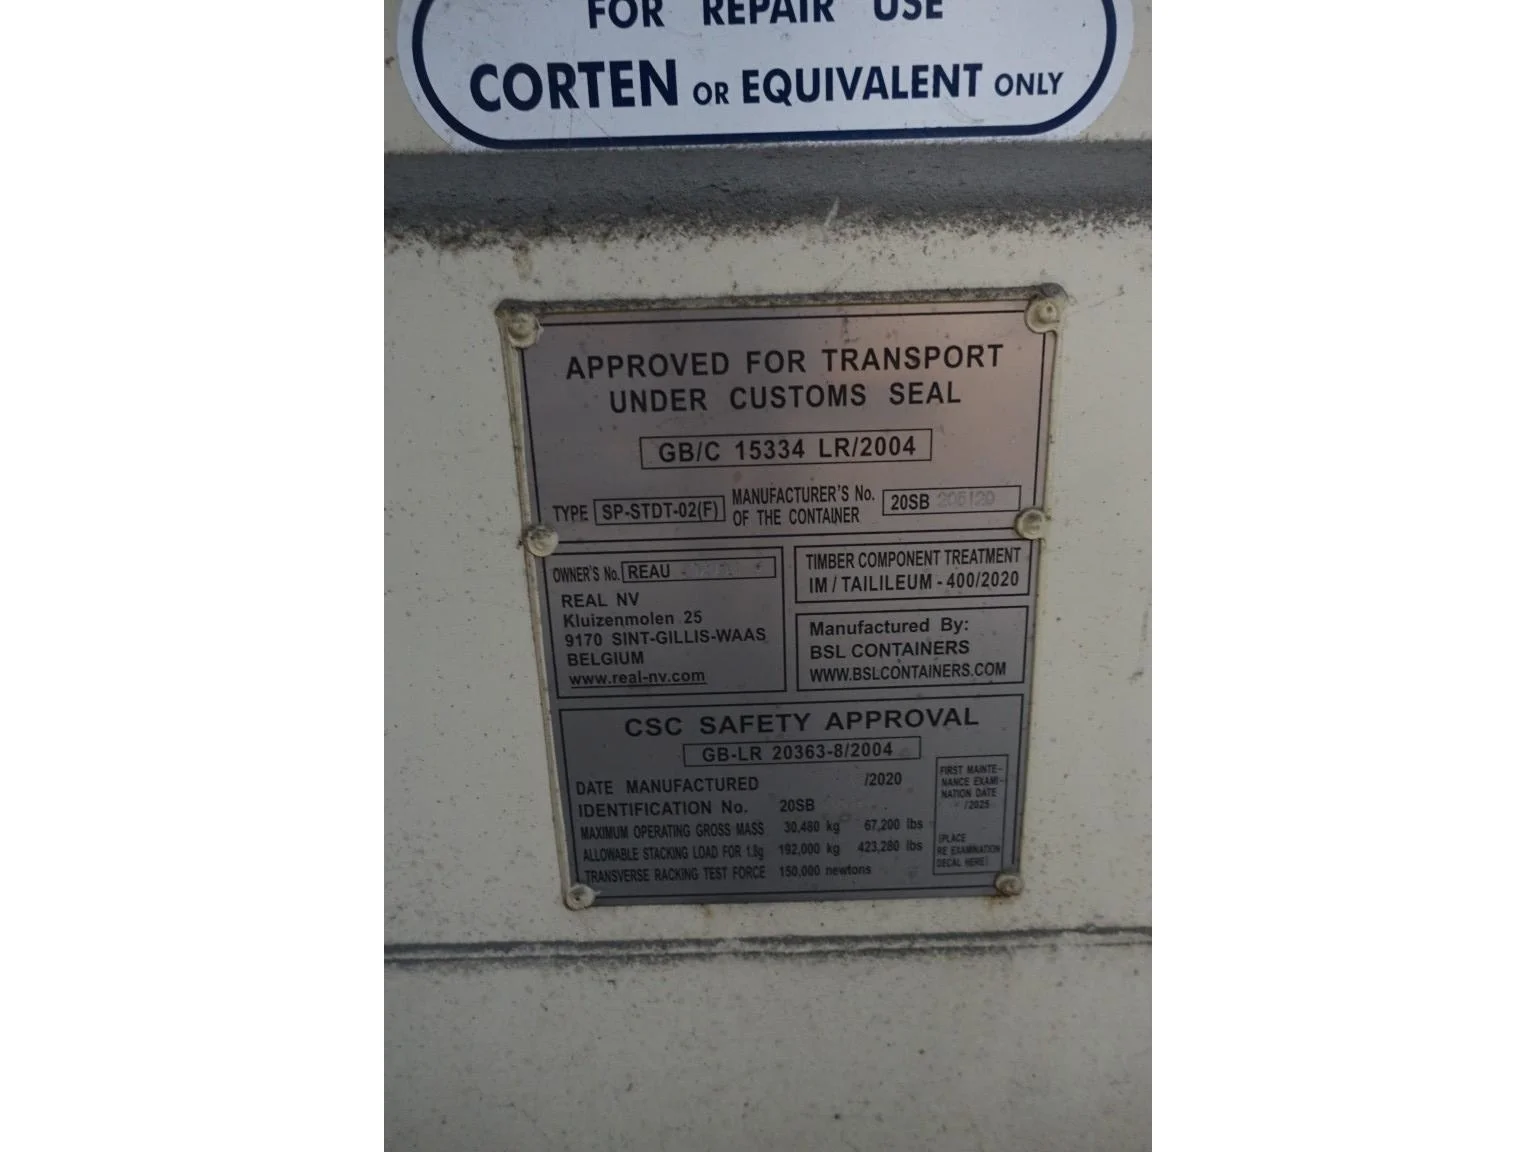 FOR REPAIR USE
CORTEN OR EQUIVALENT ONLY
APPROVED FOR TRANSPORT
UNDER CUSTOMS SEAL
GB/C 15334 LR/2004
TYPE SP-STDT-02(F) MANUFACTURER'S No.
OF THE CONTAINER 20SB
OWNER'S No. REAU
REAL NV
Kluizenmolen 25
9170 SINT-GILLIS-WAAS
BELGIUM
www.real-nv.com
TIMBER COMPONENT TREATMENT
IM / TAILILEUM - 400/2020
Manufactured By:
BSL CONTAINERS
WWW.BSLCONTAINERS.COM
CSC SAFETY APPROVAL
GB-LR 20363-8/2004
DATE MANUFACTURED /2020
IDENTIFICATION No. 20SB
MAXIMUM OPERATING GROSS MASS 30,480 kg 67,200 lbs
ALLOWABLE STACKING LOAD FOR 1.8g 192,000 kg 423,280 lbs
TRANSVERSE RACKING TEST FORCE 150,000 newtons
FIRST MAINTE-
NANCE EXAMI-
NATION DATE
/2025
(PLACE
RE EXAMINATION
DECAL HERE)